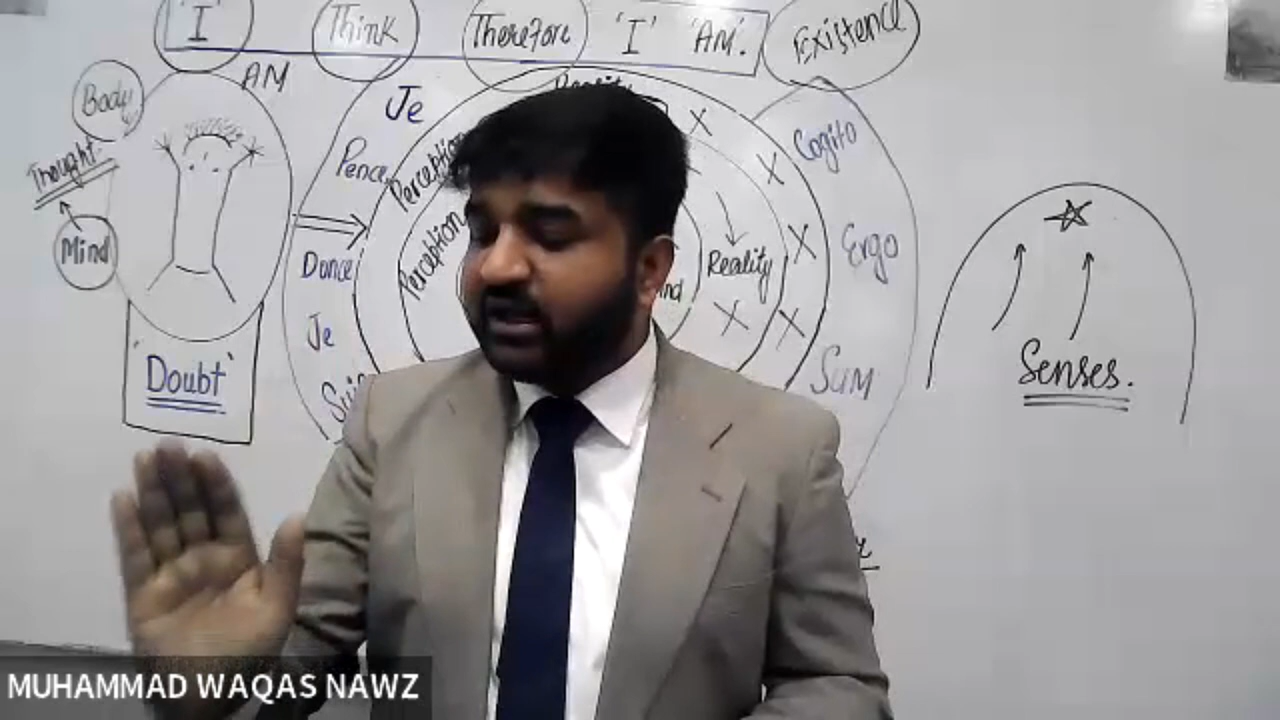 'I' Think Therefore 'I' 'AM'. Existence
AM
Body
Thought.
Mind
'Doubt'
Je
Pence
Donce
Je
Perception
Perception
Reality
Cogito
Ergo
Sum
Senses.
MUHAMMAD WAQAS NAWZ